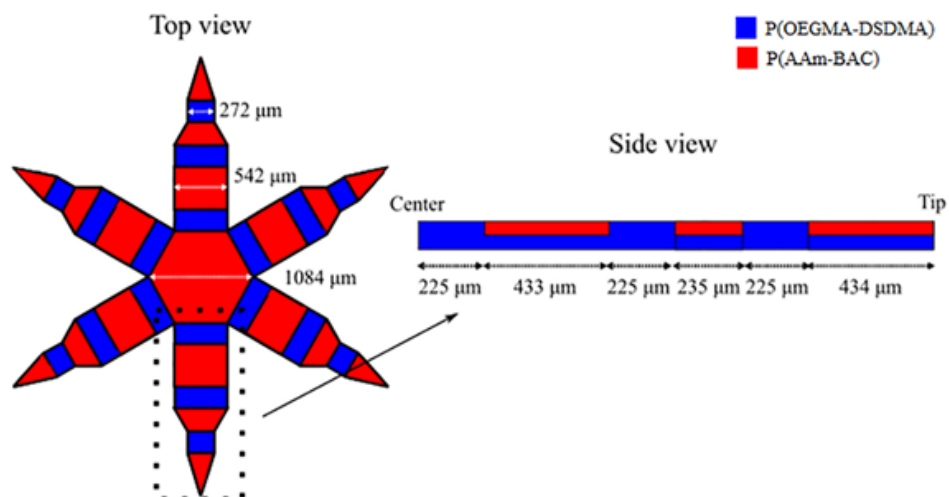 Top view
P(OEGMA-DSDMA)
P(AAm-BAC)
272 μm
542 μm
1084 μm
Side view
Center
Tip
225 μm
433 μm
225 μm
235 μm
225 μm
434 μm